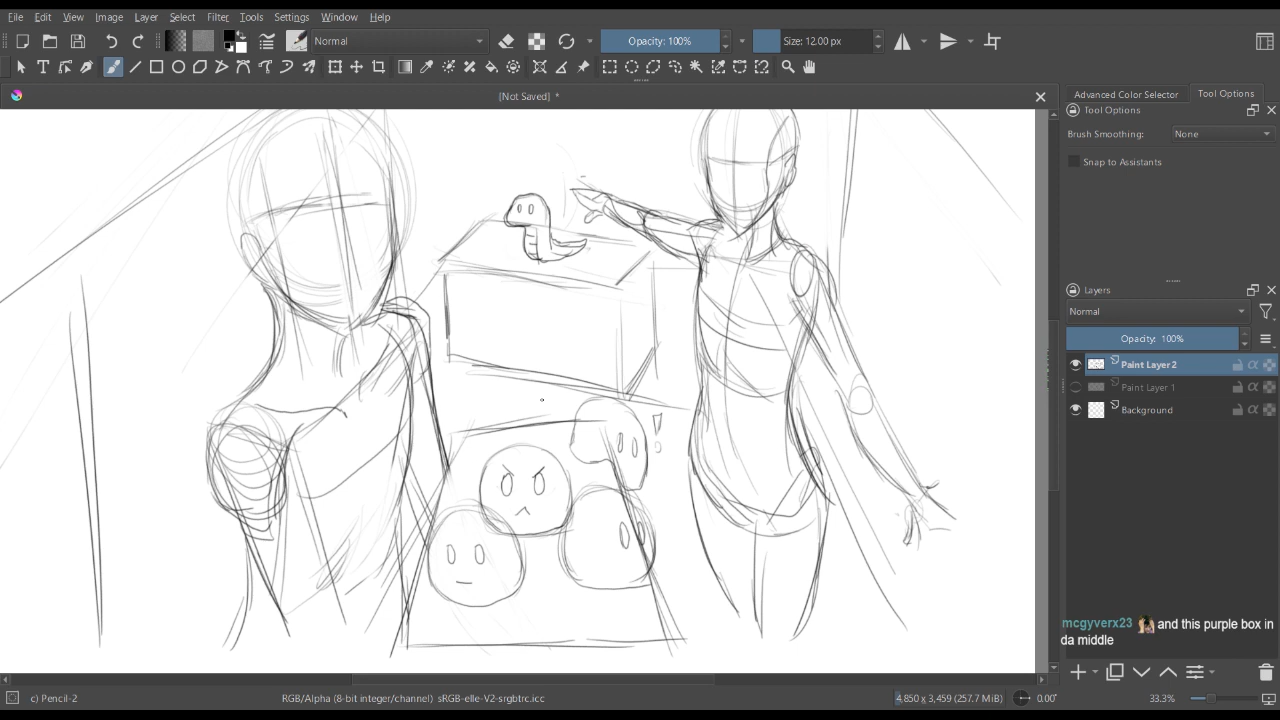 File Edit View Image Layer Select Filter Tools Settings Window Help
Normal Opacity: 100% Size: 12.00 px
[Not Saved] *
Advanced Color Selector Tool Options
Tool Options
Brush Smoothing: None
Snap to Assistants
Layers
Normal
Opacity: 100%
Paint Layer 2
Paint Layer 1
Background
mcgyverx23 and this purple box in
da middle
c) Pencil-2 RGB/Alpha (8-bit integer/channel) sRGB-elle-V2-srgbtrc.icc 4,850 x 3,459 (257.7 MiB) 0.00° 33.3%